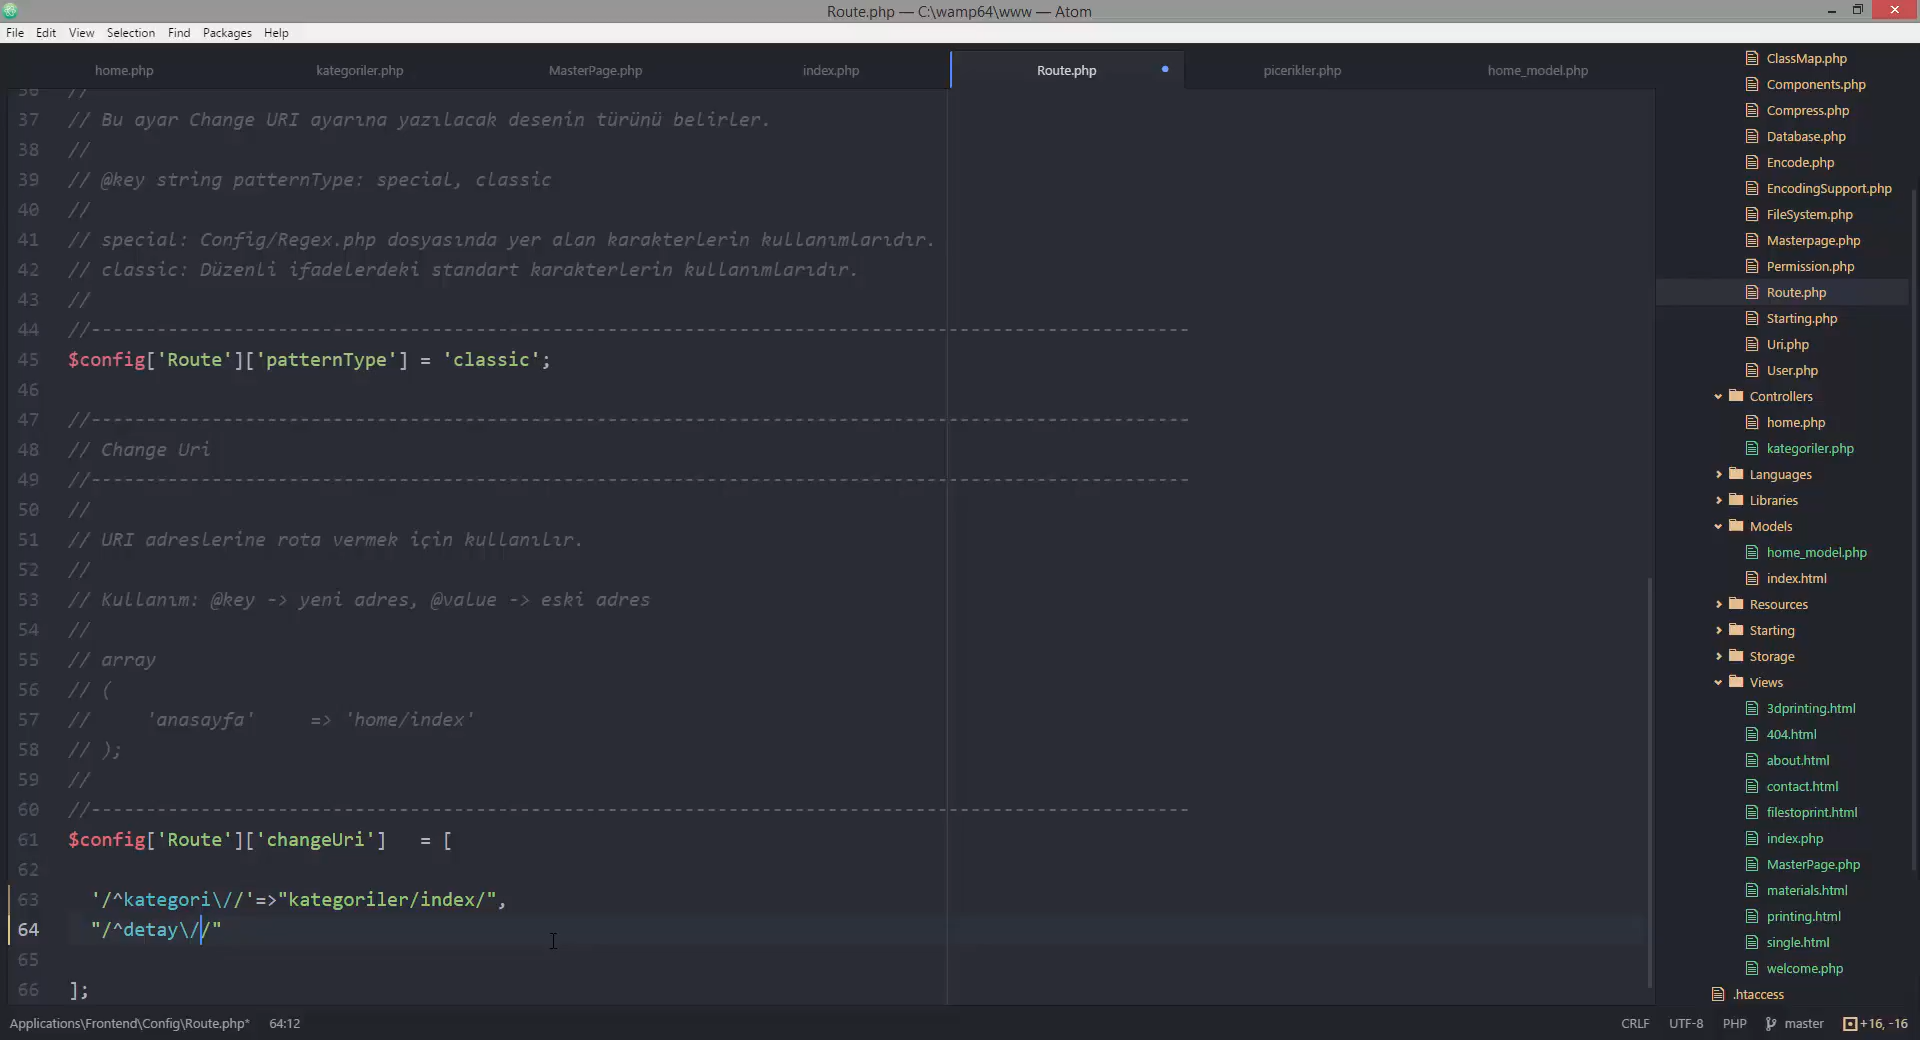 Route.php — C:\wamp64\www — Atom
File Edit View Selection Find Packages Help
home.php kategoriler.php MasterPage.php index.php Route.php picerikler.php home_model.php
36 //
37 // Bu ayar Change URI ayarına yazılacak desenin türünü belirler.
38 //
39 // @key string patternType: special, classic
40 //
41 // special: Config/Regex.php dosyasında yer alan karakterlerin kullanımlarıdır.
42 // classic: Düzenli ifadelerdeki standart karakterlerin kullanımlarıdır.
43 //
44 //----------------------------------------------------------------------------------------------------
45 $config['Route']['patternType'] = 'classic';
46
47 //----------------------------------------------------------------------------------------------------
48 // Change Uri
49 //----------------------------------------------------------------------------------------------------
50 //
51 // URI adreslerine rota vermek için kullanılır.
52 //
53 // Kullanım: @key -> yeni adres, @value -> eski adres
54 //
55 // array
56 // (
57 //     'anasayfa'     => 'home/index'
58 // );
59 //
60 //----------------------------------------------------------------------------------------------------
61 $config['Route']['changeUri']   = [
62
63   '/^kategori\//'=>"kategoriler/index/",
64   "/^detay\//"
65
66 ];
ClassMap.php
Components.php
Compress.php
Database.php
Encode.php
EncodingSupport.php
FileSystem.php
Masterpage.php
Permission.php
Route.php
Starting.php
Uri.php
User.php
Controllers
home.php
kategoriler.php
Languages
Libraries
Models
home_model.php
index.html
Resources
Starting
Storage
Views
3dprinting.html
404.html
about.html
contact.html
filestoprint.html
index.php
MasterPage.php
materials.html
printing.html
single.html
welcome.php
.htaccess
Applications\Frontend\Config\Route.php* 64:12 CRLF UTF-8 PHP master +16, -16